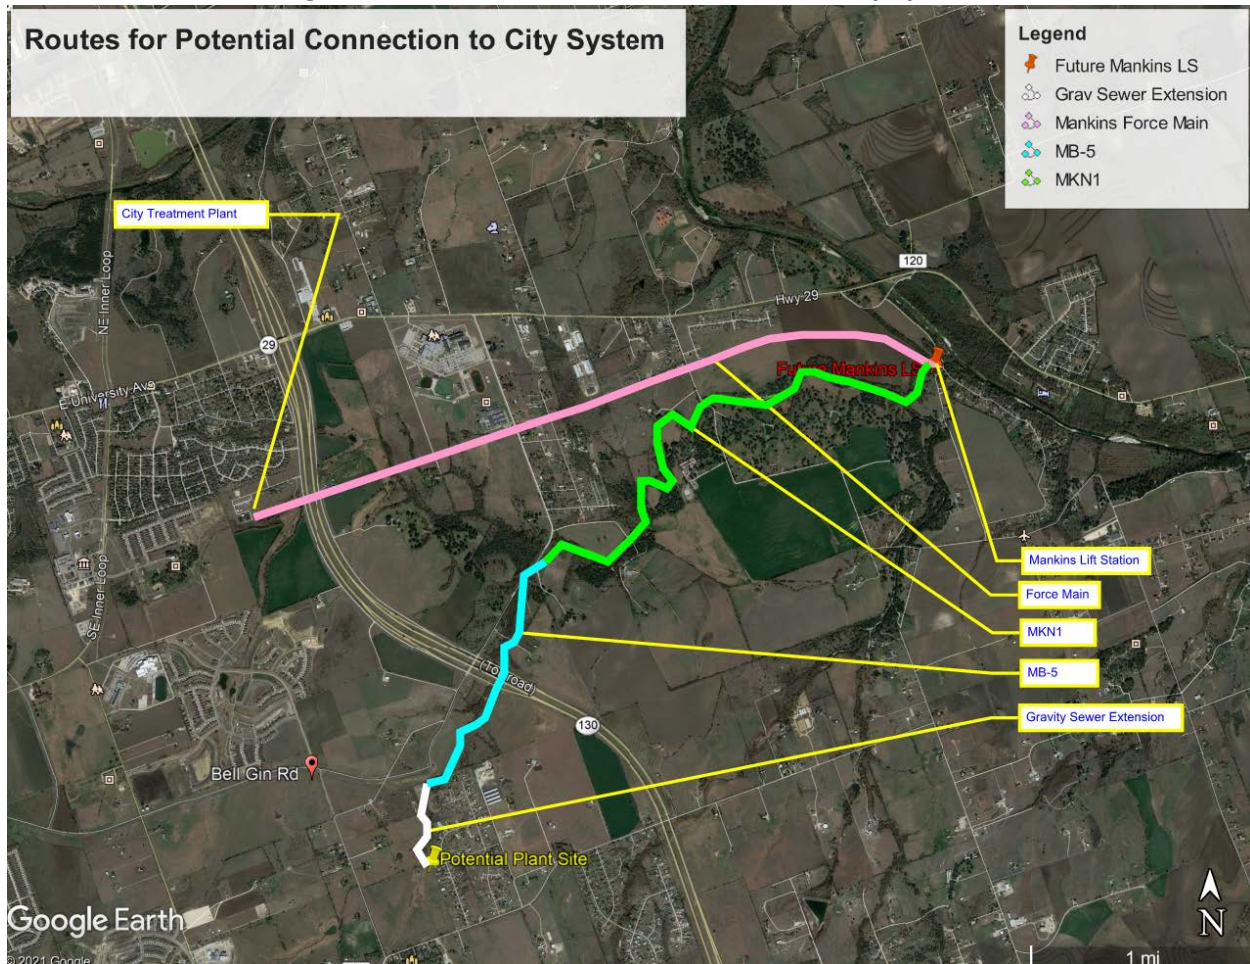 Routes for Potential Connection to City System
Legend
Future Mankins LS
Grav Sewer Extension
Mankins Force Main
MB-5
MKN1
City Treatment Plant
NE Inner Loop
120
Hwy 29
29
E University Ave
Future Mankins LS
Mankins Lift Station
Force Main
MKN1
MB-5
Gravity Sewer Extension
SE Inner Loop
(Toll road)
130
Bell Gin Rd
Potential Plant Site
Google Earth
© 2021 Google
N
1 mi